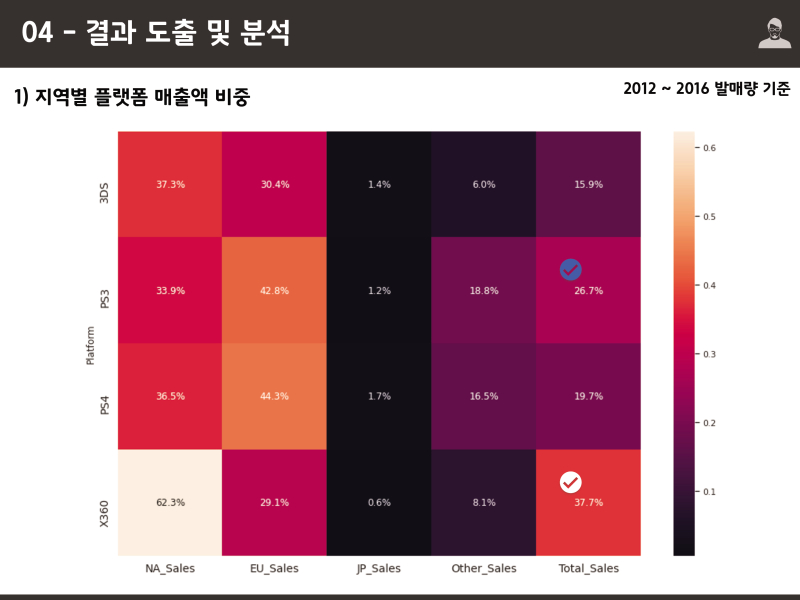 04 - 결과 도출 및 분석
1) 지역별 플랫폼 매출액 비중
2012 ~ 2016 발매량 기준
Platform
3DS
37.3% 30.4% 1.4% 6.0% 15.9%
PS3
33.9% 42.8% 1.2% 18.8% 26.7%
PS4
36.5% 44.3% 1.7% 16.5% 19.7%
X360
62.3% 29.1% 0.6% 8.1% 37.7%
NA_Sales EU_Sales JP_Sales Other_Sales Total_Sales
0.6
0.5
0.4
0.3
0.2
0.1